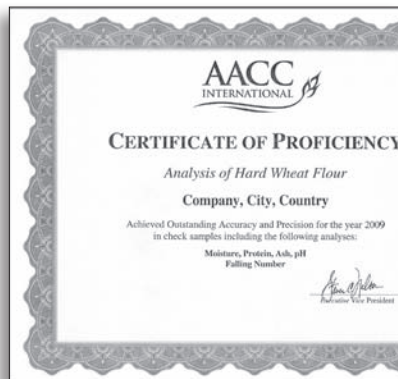 AACC
INTERNATIONAL
CERTIFICATE OF PROFICIENCY
Analysis of Hard Wheat Flour
Company, City, Country
Achieved Outstanding Accuracy and Precision for the year 2009
in check samples including the following analyses:
Moisture, Protein, Ash, pH
Falling Number
Executive Vice President